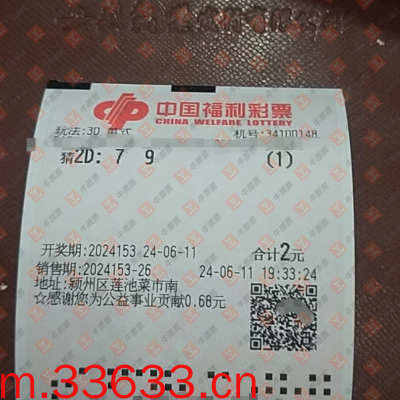 中国福利彩票
CHINA WELFARE LOTTERY
玩法:3D 单式 机号:34100148
猜2D: 7 9 (1)
开奖期:2024153 24-06-11 合计2元
销售期:2024153-26 24-06-11 19:33:24
地址:颍州区莲池菜市南
☆感谢您为公益事业贡献0.68元
m.33633.cn